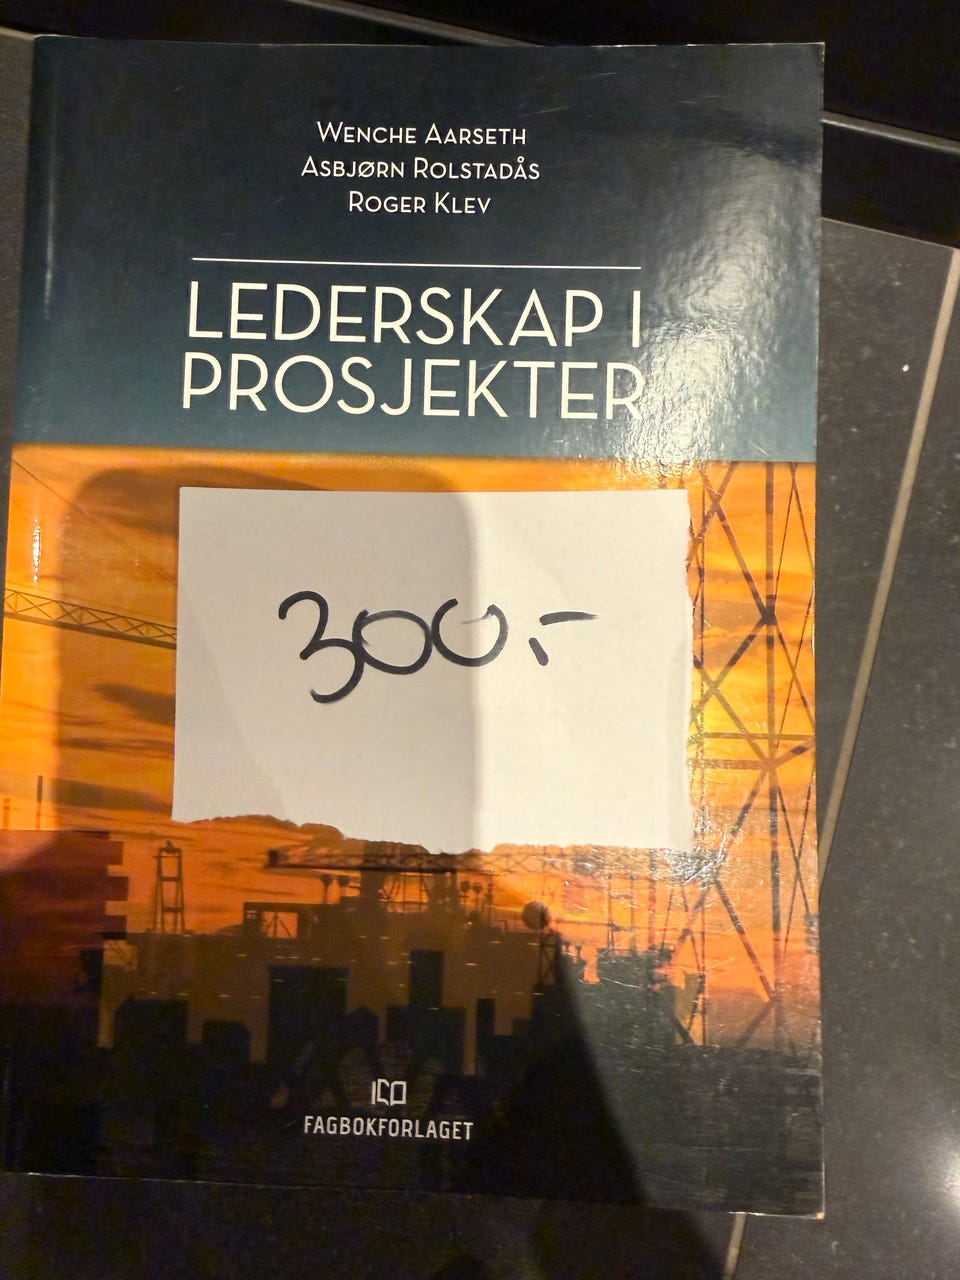 WENCHE AARSETH
ASBJØRN ROLSTADÅS
ROGER KLEV
LEDERSKAP I
PROSJEKTER
300,-
FAGBOKFORLAGET